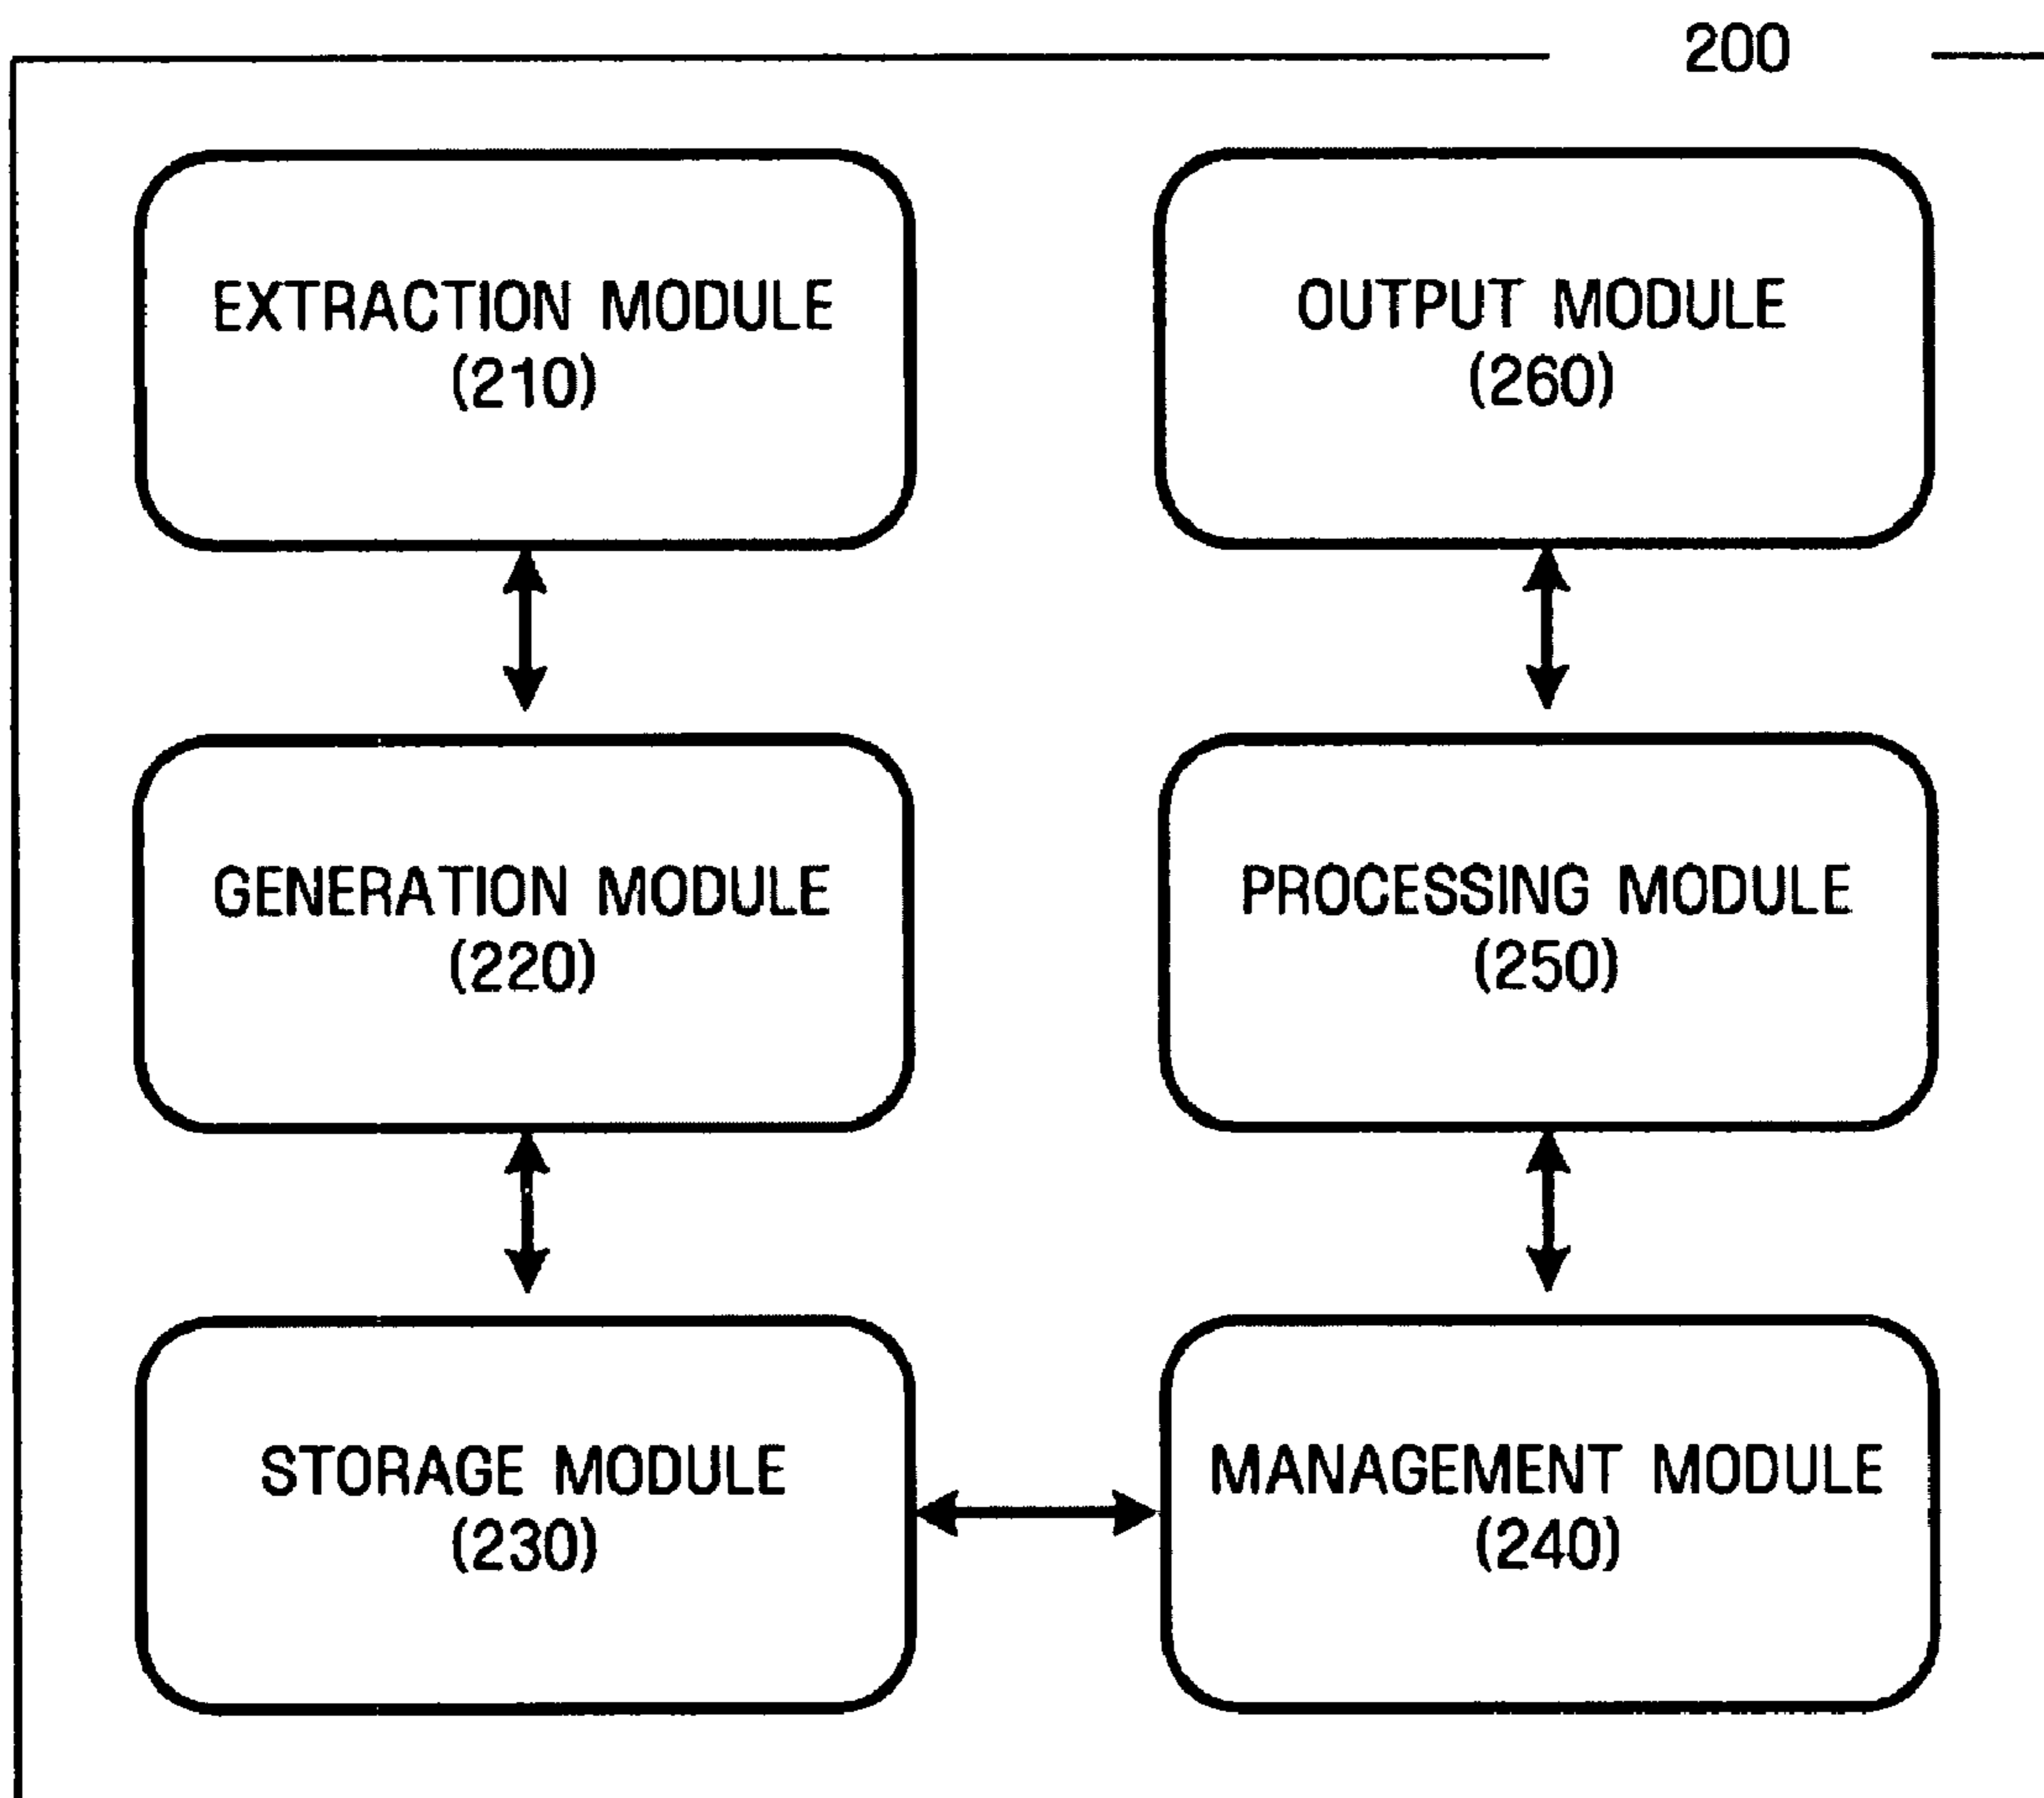 200
EXTRACTION MODULE
(210)
OUTPUT MODULE
(260)
GENERATION MODULE
(220)
PROCESSING MODULE
(250)
STORAGE MODULE
(230)
MANAGEMENT MODULE
(240)